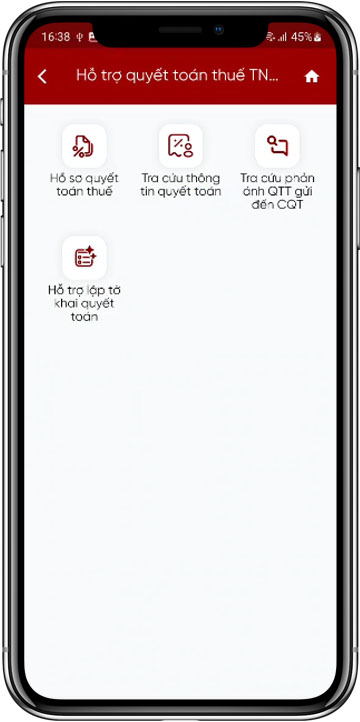 16:38
45%
Hỗ trợ quyết toán thuế TN...
Hồ sơ quyết
toán thuế
Tra cứu thông
tin quyết toán
Tra cứu phản
ánh QTT gửi
đến CQT
Hỗ trợ lập tờ
khai quyết
toán